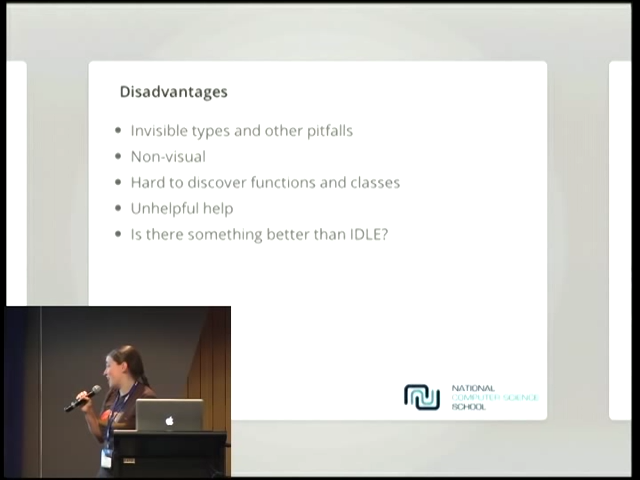 Disadvantages
Invisible types and other pitfalls
Non-visual
Hard to discover functions and classes
Unhelpful help
Is there something better than IDLE?
NATIONAL
COMPUTER SCIENCE
SCHOOL